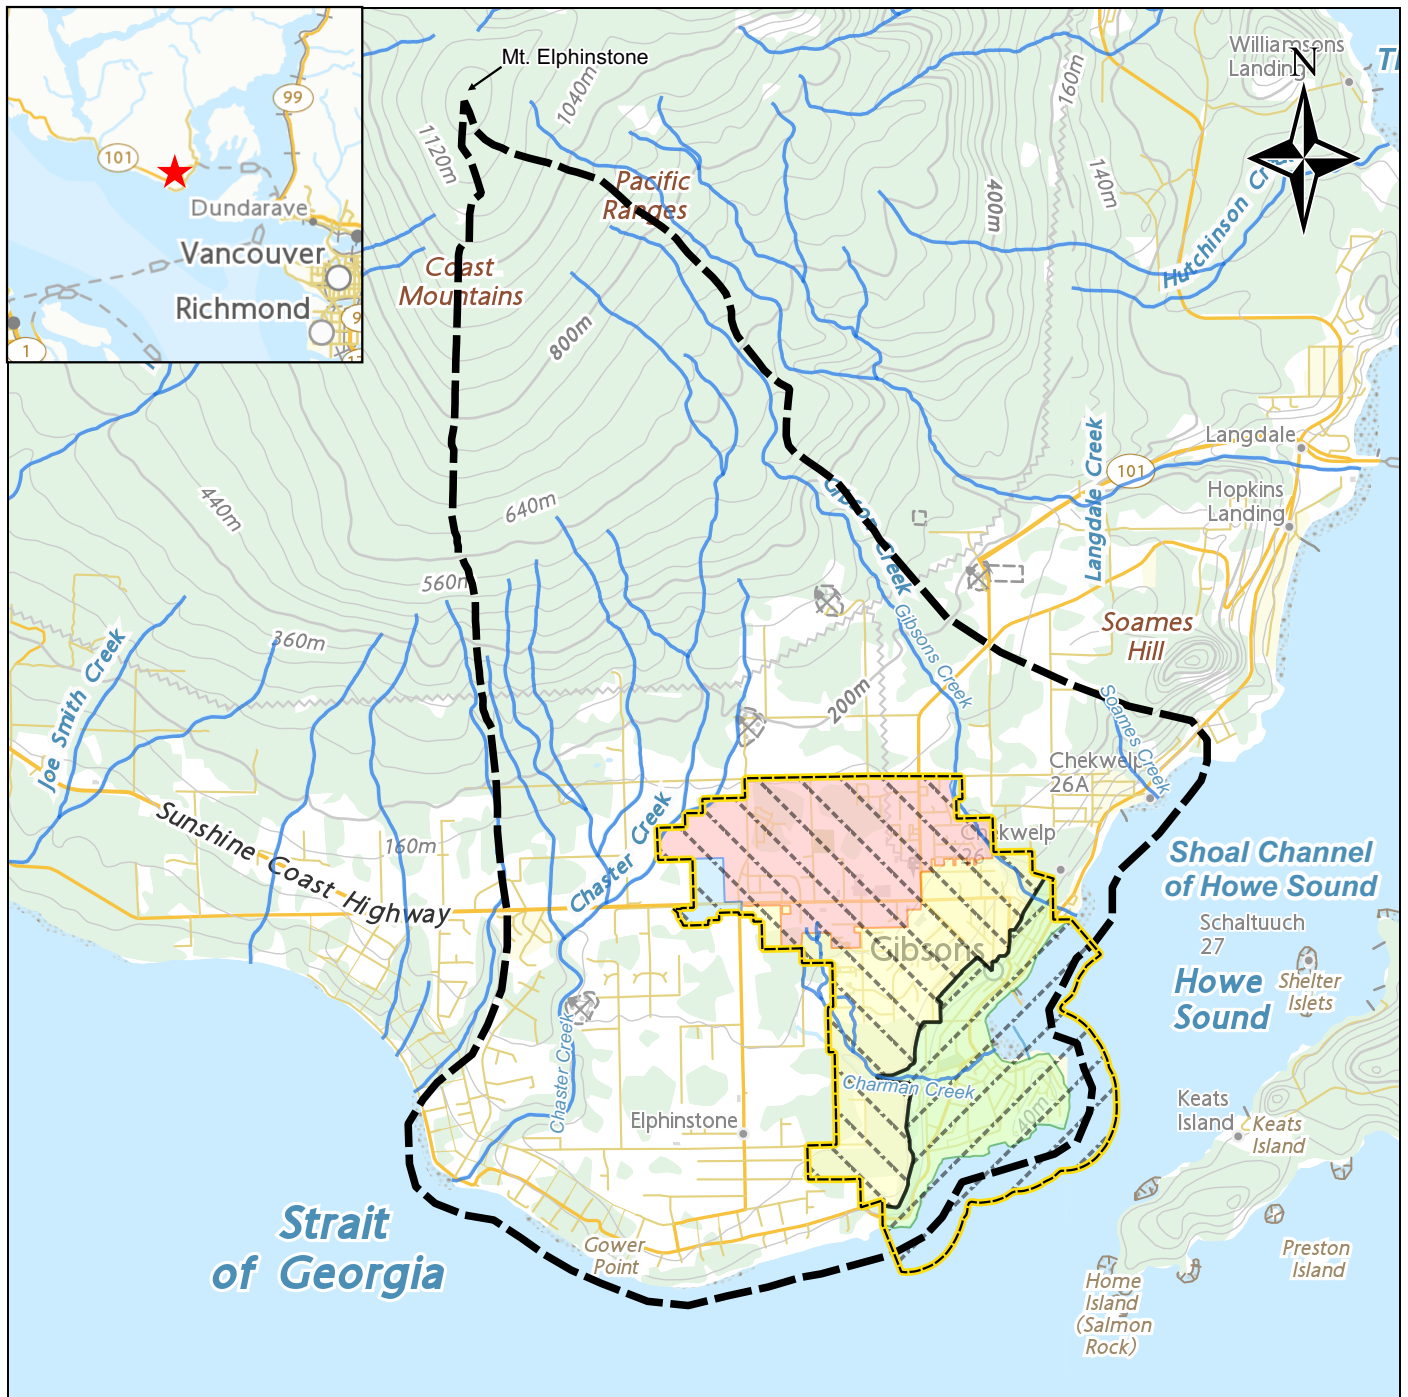 Mt. Elphinstone
Williamsons
Landing
N
99
101
Dundarave
Vancouver
Richmond
1
1040m
1120m
160m
140m
400m
Pacific
Ranges
Coast
Mountains
Hutchinson
800m
Langdale
101
Langdale Creek
Hopkins
Landing
440m
640m
Gibsons Creek
560m
Gibsons Creek
360m
Soames
Hill
Joe Smith Creek
200m
Soames Creek
Chekwelp
26A
Sunshine Coast Highway
160m
Chaster Creek
Chekwelp
26
Shoal Channel
of Howe Sound
Schaltuuch
27
Gibsons
Howe
Sound
Shelter
Islets
Chaster Creek
Charman Creek
40m
Elphinstone
Keats
Island
Keats
Island
Strait
of Georgia
Gower
Point
Preston
Island
Home
Island
(Salmon
Rock)